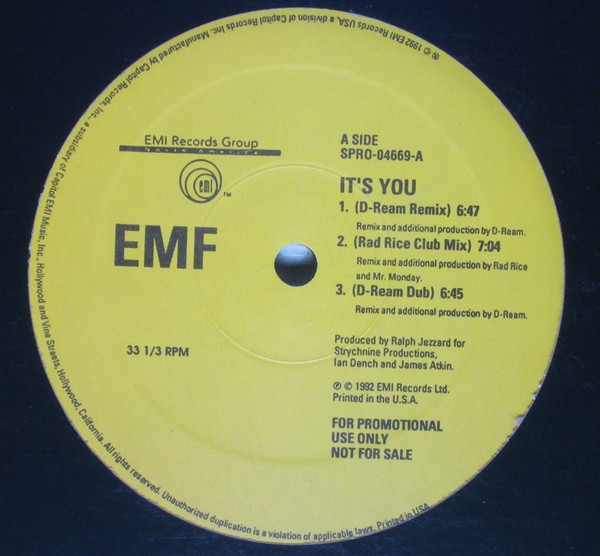 ℗ © 1992 EMI Records USA, a division of Capitol Records Inc. Manufactured by Capitol Records, Inc., a subsidiary of Capitol EMI Music, Inc., Hollywood and Vine Streets, Hollywood, California. All rights reserved. Unauthorized duplication is a violation of applicable laws. Printed in USA
EMI Records Group
North America
emi TM
EMF
33 1/3 RPM
A SIDE
SPRO-04669-A
IT'S YOU
1. (D-Ream Remix) 6:47
Remix and additional production by D-Ream.
2. (Rad Rice Club Mix) 7:04
Remix and additional production by Rad Rice
and Mr. Monday.
3. (D-Ream Dub) 6:45
Remix and additional production by D-Ream.
Produced by Ralph Jezzard for
Strychnine Productions,
Ian Dench and James Atkin.
℗ © 1992 EMI Records Ltd.
Printed in the U.S.A.
FOR PROMOTIONAL
USE ONLY
NOT FOR SALE